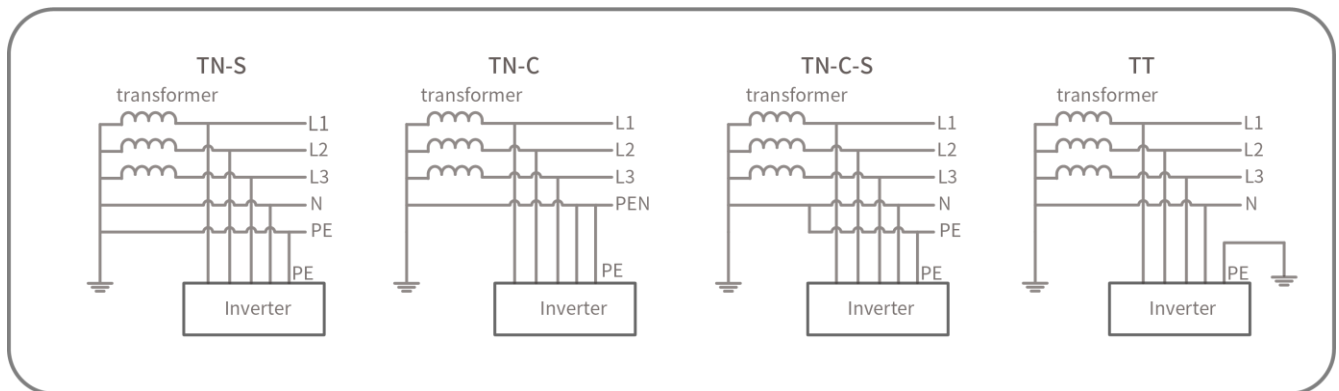 TN-S
transformer
L1
L2
L3
N
PE
PE
Inverter
TN-C
transformer
L1
L2
L3
PEN
PE
Inverter
TN-C-S
transformer
L1
L2
L3
N
PE
PE
Inverter
TT
transformer
L1
L2
L3
N
PE
Inverter